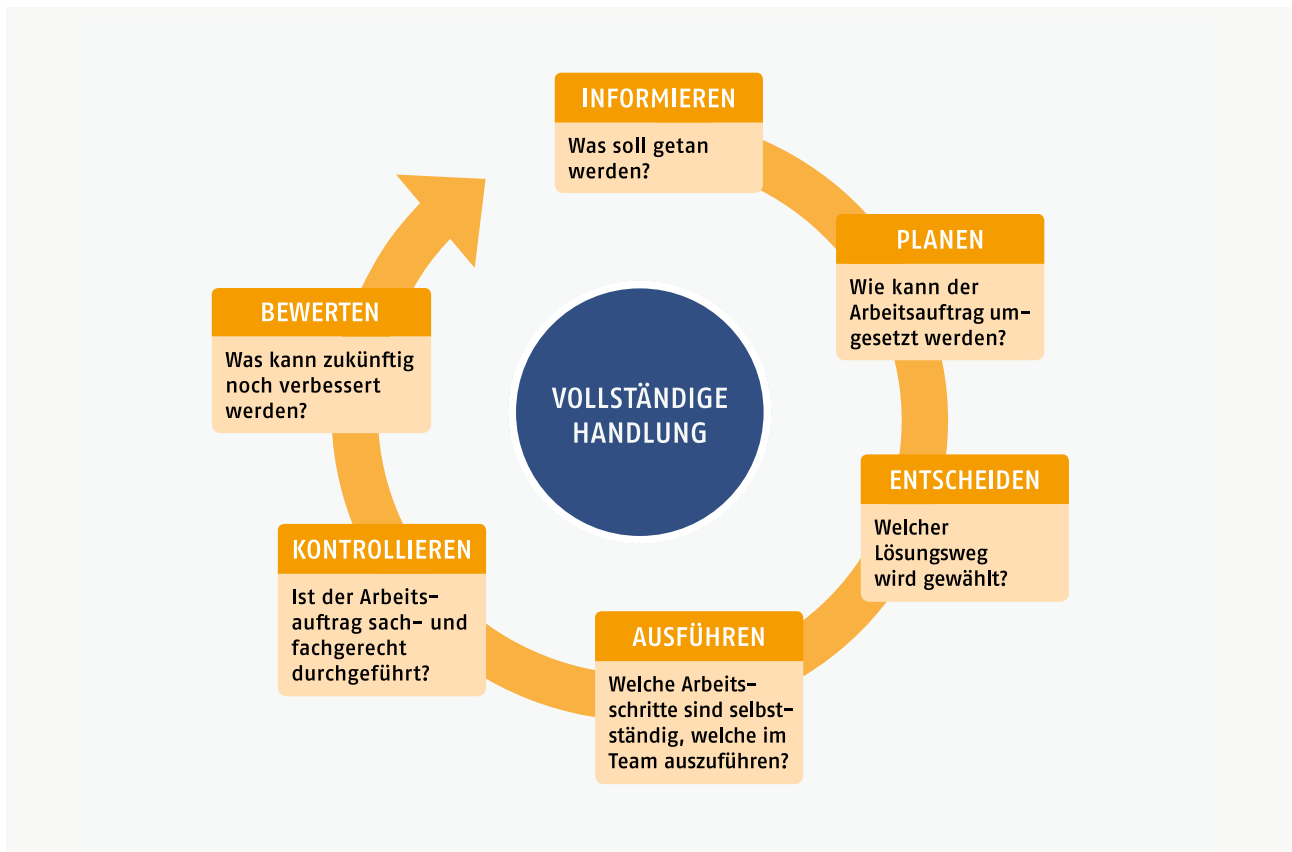 INFORMIEREN
Was soll getan
werden?
PLANEN
Wie kann der
Arbeitsauftrag um-
gesetzt werden?
ENTSCHEIDEN
Welcher
Lösungsweg
wird gewählt?
AUSFÜHREN
Welche Arbeits-
schritte sind selbst-
ständig, welche im
Team auszuführen?
KONTROLLIEREN
Ist der Arbeits-
auftrag sach- und
fachgerecht
durchgeführt?
BEWERTEN
Was kann zukünftig
noch verbessert
werden?
VOLLSTÄNDIGE
HANDLUNG